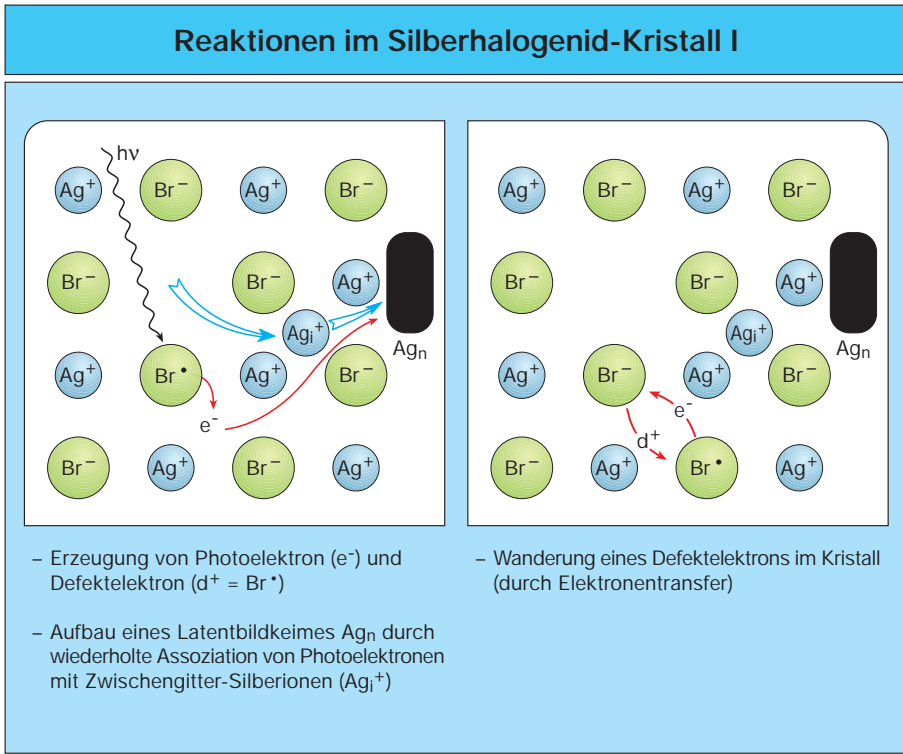 Reaktionen im Silberhalogenid-Kristall I
hν
Ag⁺ Br⁻ Ag⁺ Br⁻
Br⁻ Br⁻ Ag⁺
Agᵢ⁺
Agₙ
Ag⁺ Br• Ag⁺ Br⁻
e⁻
Br⁻ Ag⁺ Br⁻ Ag⁺
Ag⁺ Br⁻ Ag⁺ Br⁻
Br⁻ Br⁻ Ag⁺
Agᵢ⁺
Agₙ
Ag⁺ Br⁻ Ag⁺ Br⁻
e⁻
d⁺
Br⁻ Ag⁺ Br• Ag⁺
– Erzeugung von Photoelektron (e⁻) und
Defektelektron (d⁺ = Br•)
– Aufbau eines Latentbildkeimes Agₙ durch
wiederholte Assoziation von Photoelektronen
mit Zwischengitter-Silberionen (Agᵢ⁺)
– Wanderung eines Defektelektrons im Kristall
(durch Elektronentransfer)